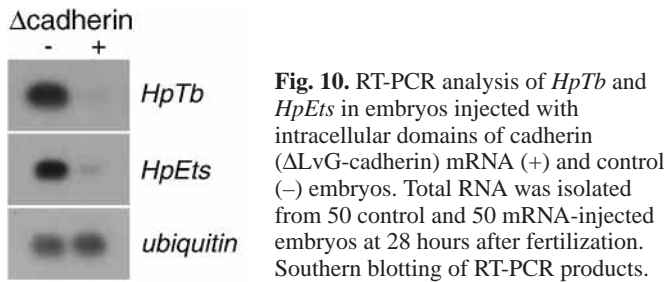 Δcadherin
- +
HpTb
HpEts
ubiquitin
Fig. 10. RT-PCR analysis of HpTb and
HpEts in embryos injected with
intracellular domains of cadherin
(ΔLvG-cadherin) mRNA (+) and control
(–) embryos. Total RNA was isolated
from 50 control and 50 mRNA-injected
embryos at 28 hours after fertilization.
Southern blotting of RT-PCR products.